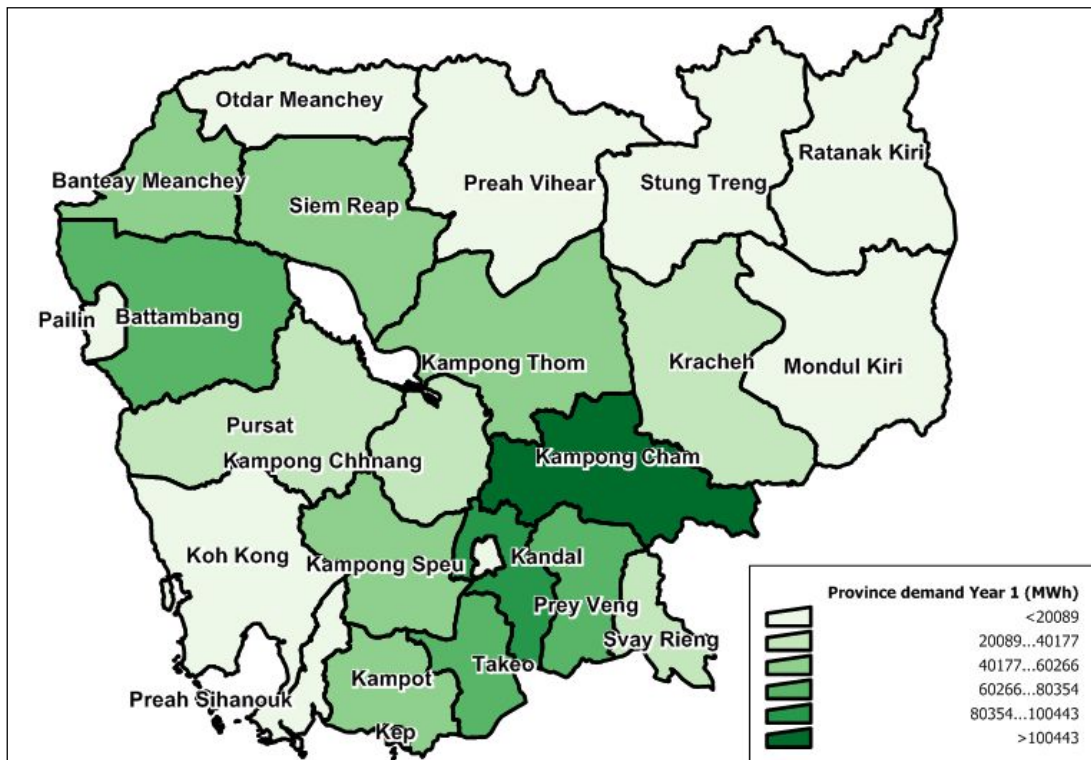 Otdar Meanchey
Ratanak Kiri
Banteay Meanchey
Preah Vihear
Stung Treng
Siem Reap
Pailin
Battambang
Kampong Thom
Kracheh
Mondul Kiri
Pursat
Kampong Chhnang
Kampong Cham
Koh Kong
Kampong Speu
Kandal
Prey Veng
Svay Rieng
Takeo
Kampot
Preah Sihanouk
Kep
Province demand Year 1 (MWh)
<20089
20089...40177
40177...60266
60266...80354
80354...100443
>100443